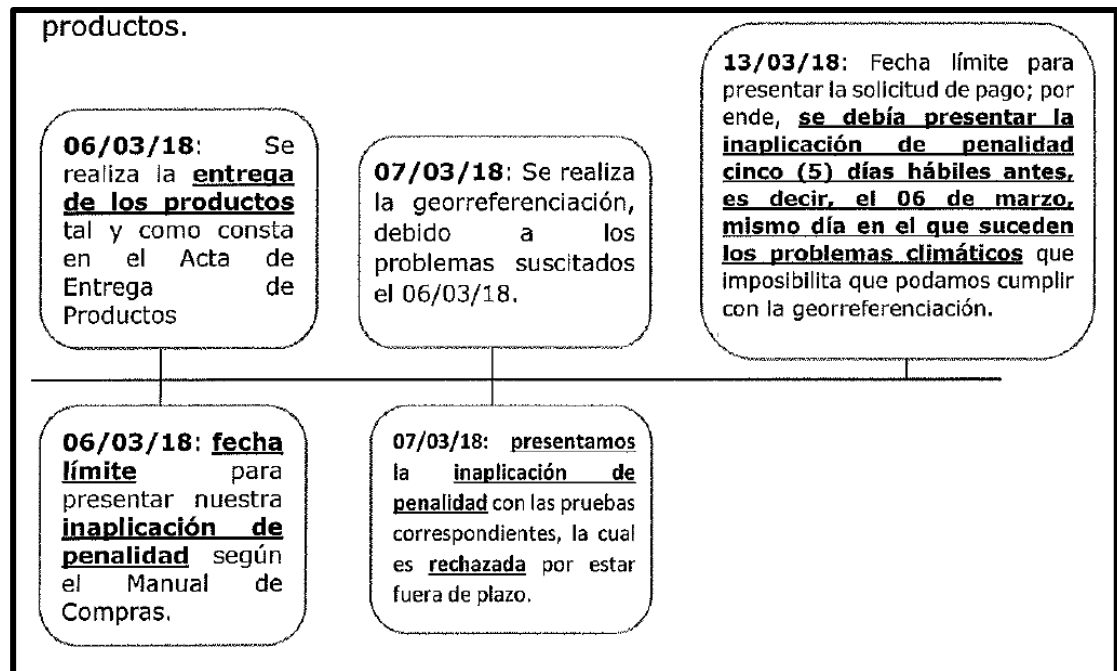 productos.
06/03/18: Se
realiza la entrega
de los productos
tal y como consta
en el Acta de
Entrega de
Productos
07/03/18: Se realiza
la georreferenciación,
debido a los
problemas suscitados
el 06/03/18.
13/03/18: Fecha límite para
presentar la solicitud de pago; por
ende, se debía presentar la
inaplicación de penalidad
cinco (5) días hábiles antes,
es decir, el 06 de marzo,
mismo día en el que suceden
los problemas climáticos que
imposibilita que podamos cumplir
con la georreferenciación.
06/03/18: fecha
límite para
presentar nuestra
inaplicación de
penalidad según
el Manual de
Compras.
07/03/18: presentamos
la inaplicación de
penalidad con las pruebas
correspondientes, la cual
es rechazada por estar
fuera de plazo.